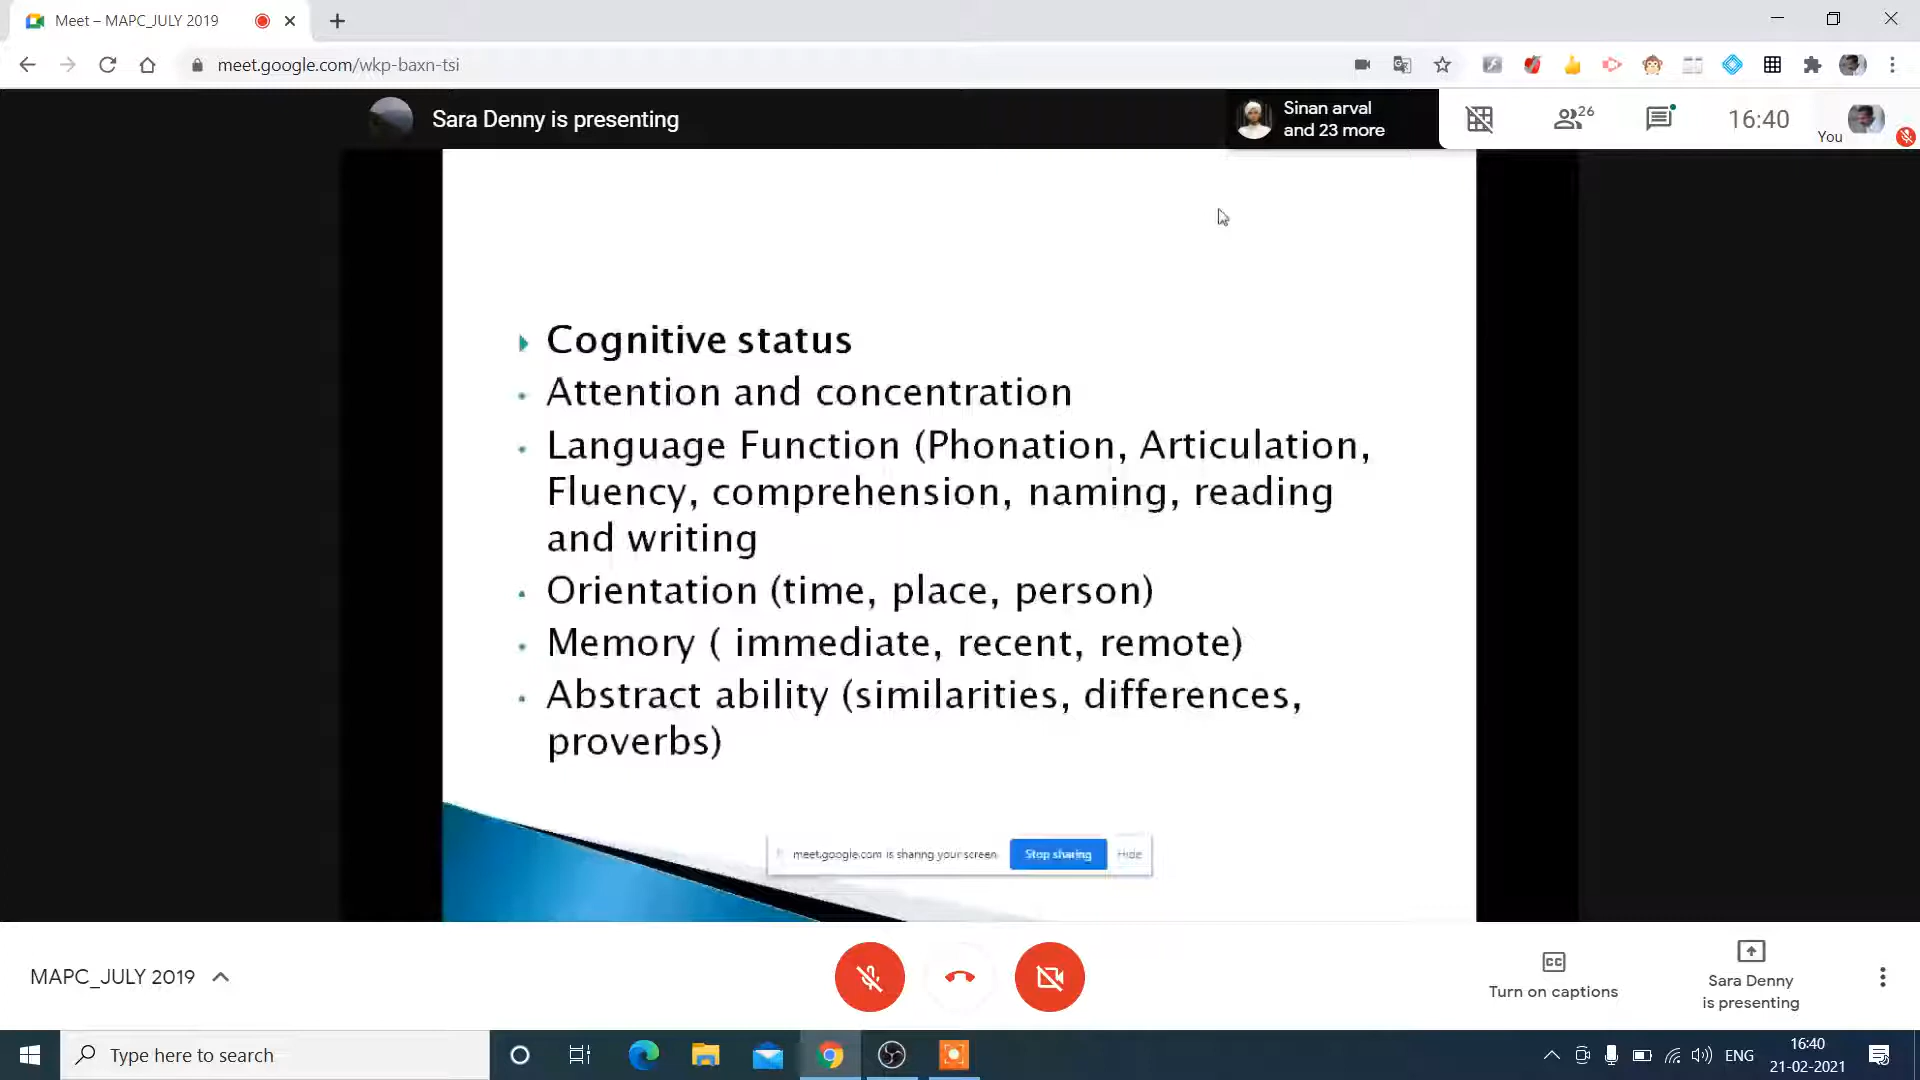 Meet – MAPC_JULY 2019
meet.google.com/wkp-baxn-tsi
Sara Denny is presenting
Sinan arval
and 23 more
26
16:40
You
Cognitive status
Attention and concentration
Language Function (Phonation, Articulation,
Fluency, comprehension, naming, reading
and writing
Orientation (time, place, person)
Memory ( immediate, recent, remote)
Abstract ability (similarities, differences,
proverbs)
meet.google.com is sharing your screen
Stop sharing
Hide
MAPC_JULY 2019
CC
Turn on captions
Sara Denny
is presenting
Type here to search
ENG
16:40
21-02-2021